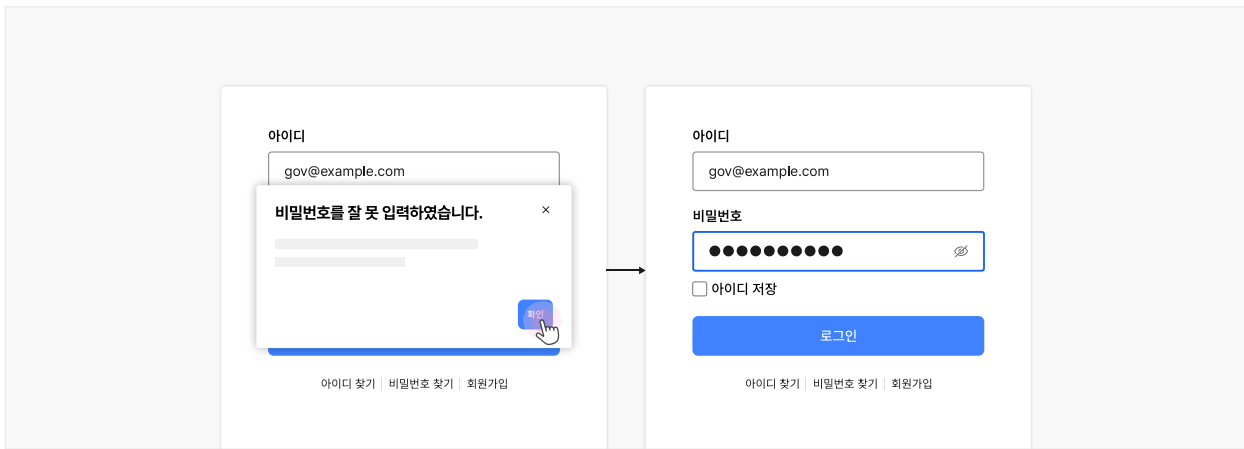 아이디
gov@example.com
비밀번호를 잘 못 입력하였습니다.
확인
아이디 찾기 비밀번호 찾기 회원가입
아이디
gov@example.com
비밀번호
아이디 저장
로그인
아이디 찾기 비밀번호 찾기 회원가입